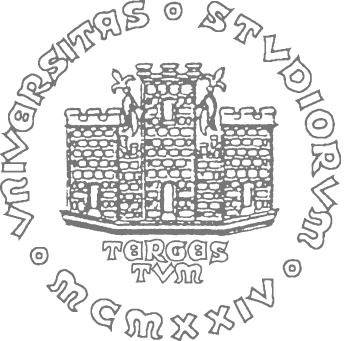 VNIVERSITAS STVDIORVM
MCMXXIV
TERGES
TVM